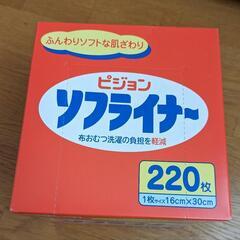 ふんわりソフトな肌ざわり
ピジョン
ソフライナー
布おむつ洗濯の負担を軽減
220枚
1枚サイズ16cm×30cm